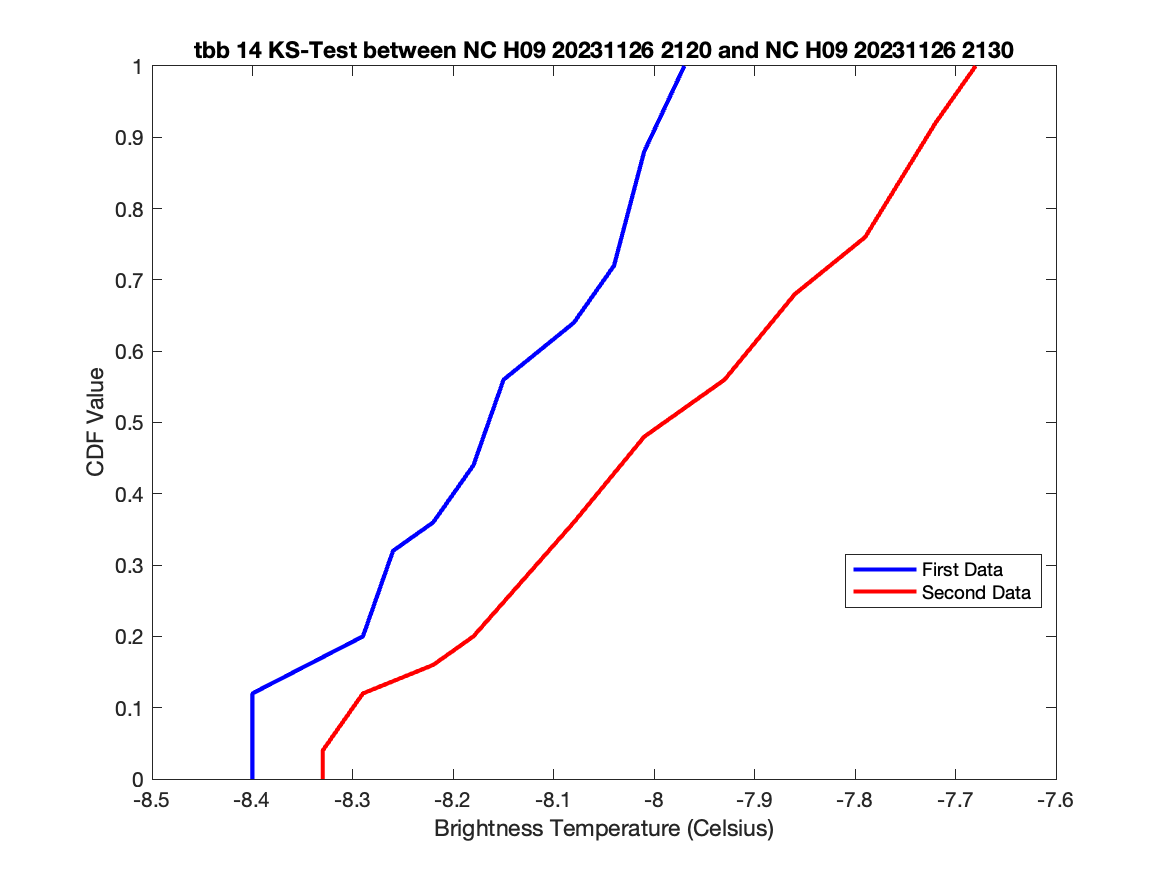 tbb 14 KS-Test between NC H09 20231126 2120 and NC H09 20231126 2130
1
0.9
0.8
0.7
0.6
0.5
0.4
0.3
0.2
0.1
0
CDF Value
First Data
Second Data
-8.5 -8.4 -8.3 -8.2 -8.1 -8 -7.9 -7.8 -7.7 -7.6
Brightness Temperature (Celsius)